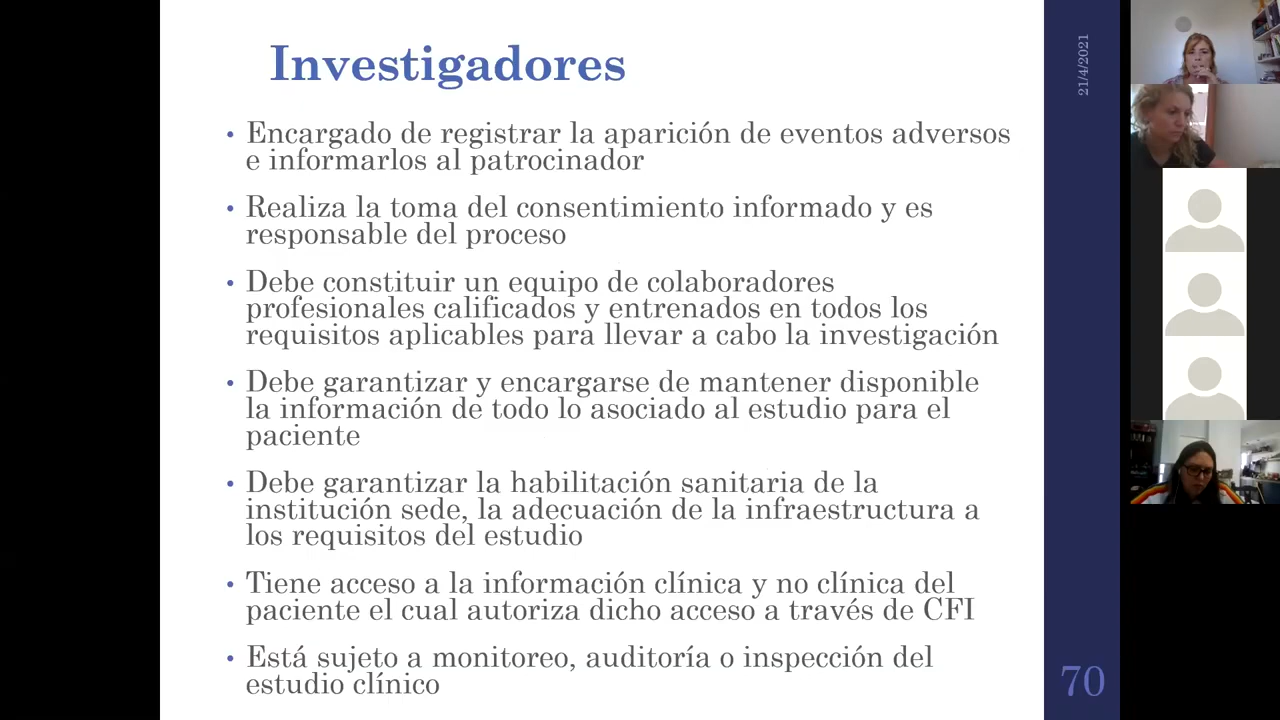 Investigadores
• Encargado de registrar la aparición de eventos adversos
e informarlos al patrocinador
• Realiza la toma del consentimiento informado y es
responsable del proceso
• Debe constituir un equipo de colaboradores
profesionales calificados y entrenados en todos los
requisitos aplicables para llevar a cabo la investigación
• Debe garantizar y encargarse de mantener disponible
la información de todo lo asociado al estudio para el
paciente
• Debe garantizar la habilitación sanitaria de la
institución sede, la adecuación de la infraestructura a
los requisitos del estudio
• Tiene acceso a la información clínica y no clínica del
paciente el cual autoriza dicho acceso a través de CFI
• Está sujeto a monitoreo, auditoría o inspección del
estudio clínico
21/4/2021
70